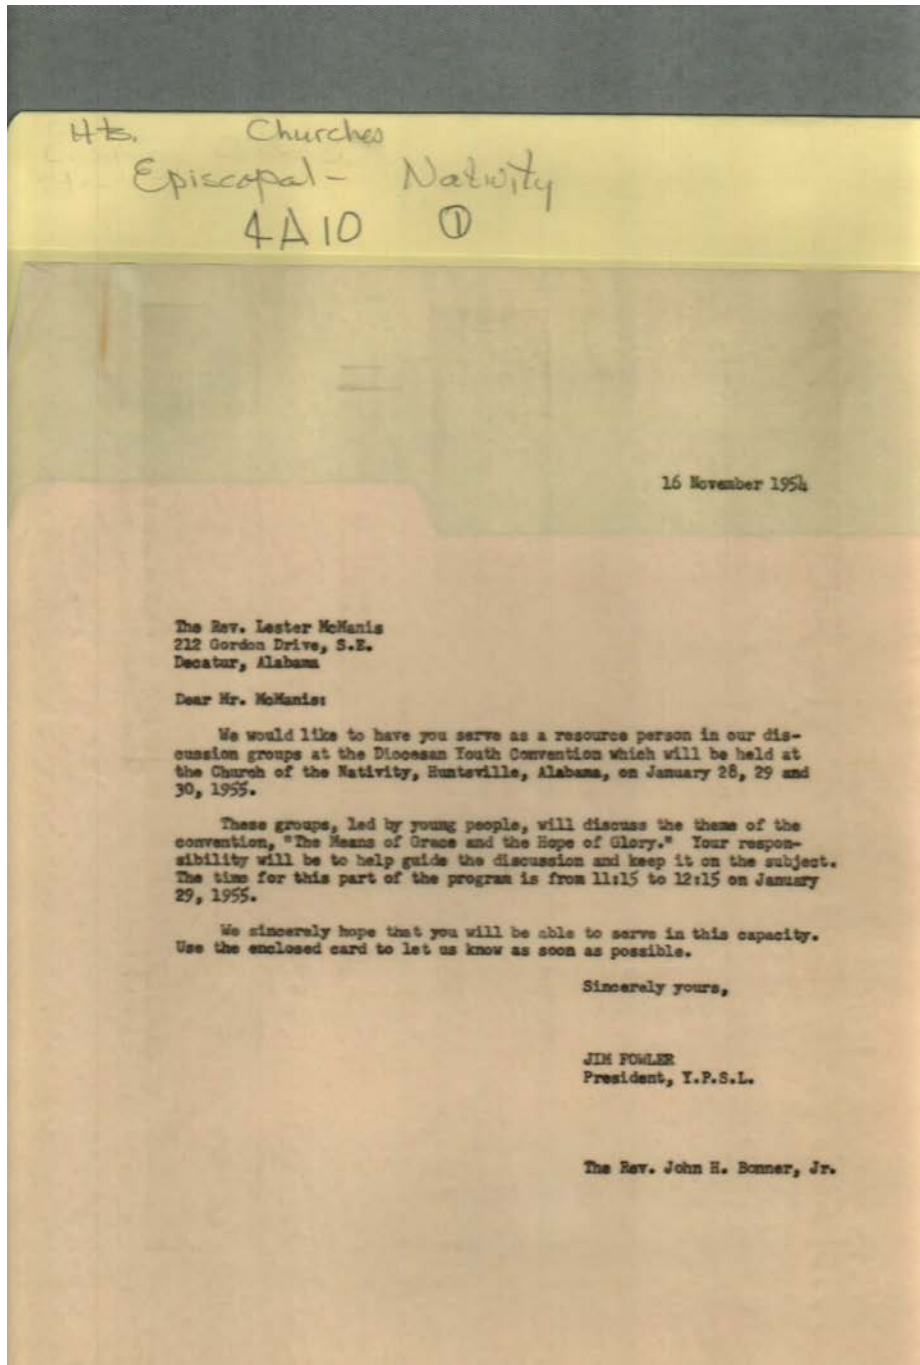 Hts. Churches
Episcopal - Nativity
4A10 ①
16 November 1954
The Rev. Lester McManis
212 Gordon Drive, S.E.
Decatur, Alabama
Dear Mr. McManis:
We would like to have you serve as a resource person in our dis-
cussion groups at the Diocesan Youth Convention which will be held at
the Church of the Nativity, Huntsville, Alabama, on January 28, 29 and
30, 1955.
These groups, led by young people, will discuss the theme of the
convention, "The Means of Grace and the Hope of Glory." Your respon-
sibility will be to help guide the discussion and keep it on the subject.
The time for this part of the program is from 11:15 to 12:15 on January
29, 1955.
We sincerely hope that you will be able to serve in this capacity.
Use the enclosed card to let us know as soon as possible.
Sincerely yours,
JIM FOWLER
President, Y.P.S.L.
The Rev. John H. Bonner, Jr.